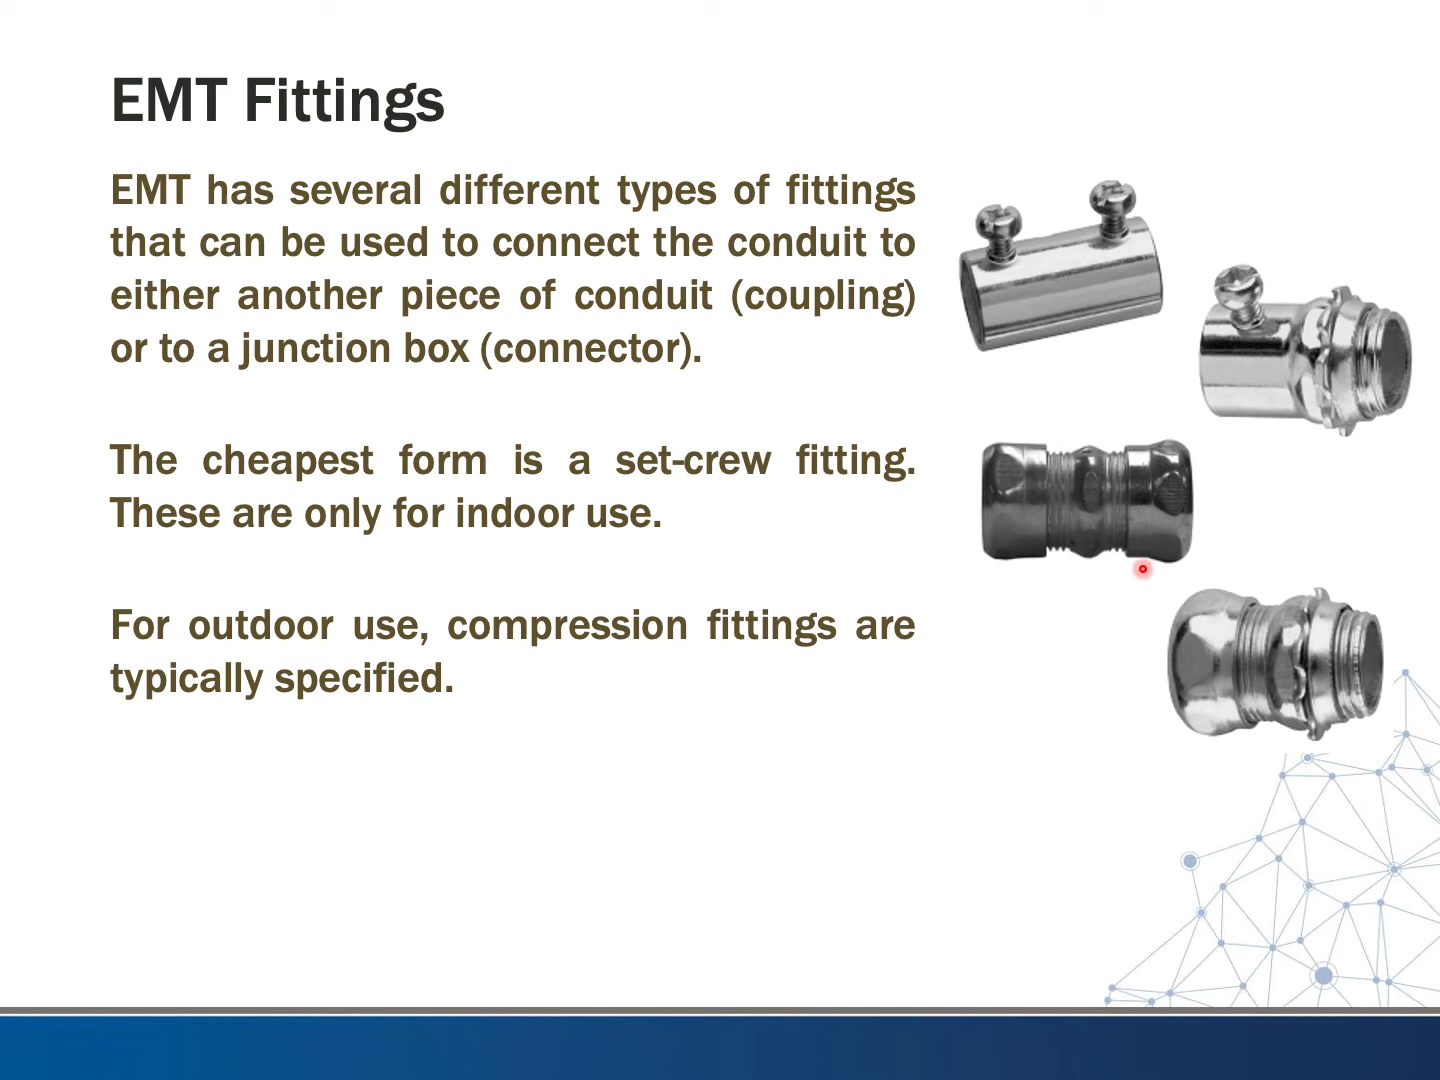 EMT Fittings
EMT has several different types of fittings
that can be used to connect the conduit to
either another piece of conduit (coupling)
or to a junction box (connector).
The cheapest form is a set-crew fitting.
These are only for indoor use.
For outdoor use, compression fittings are
typically specified.